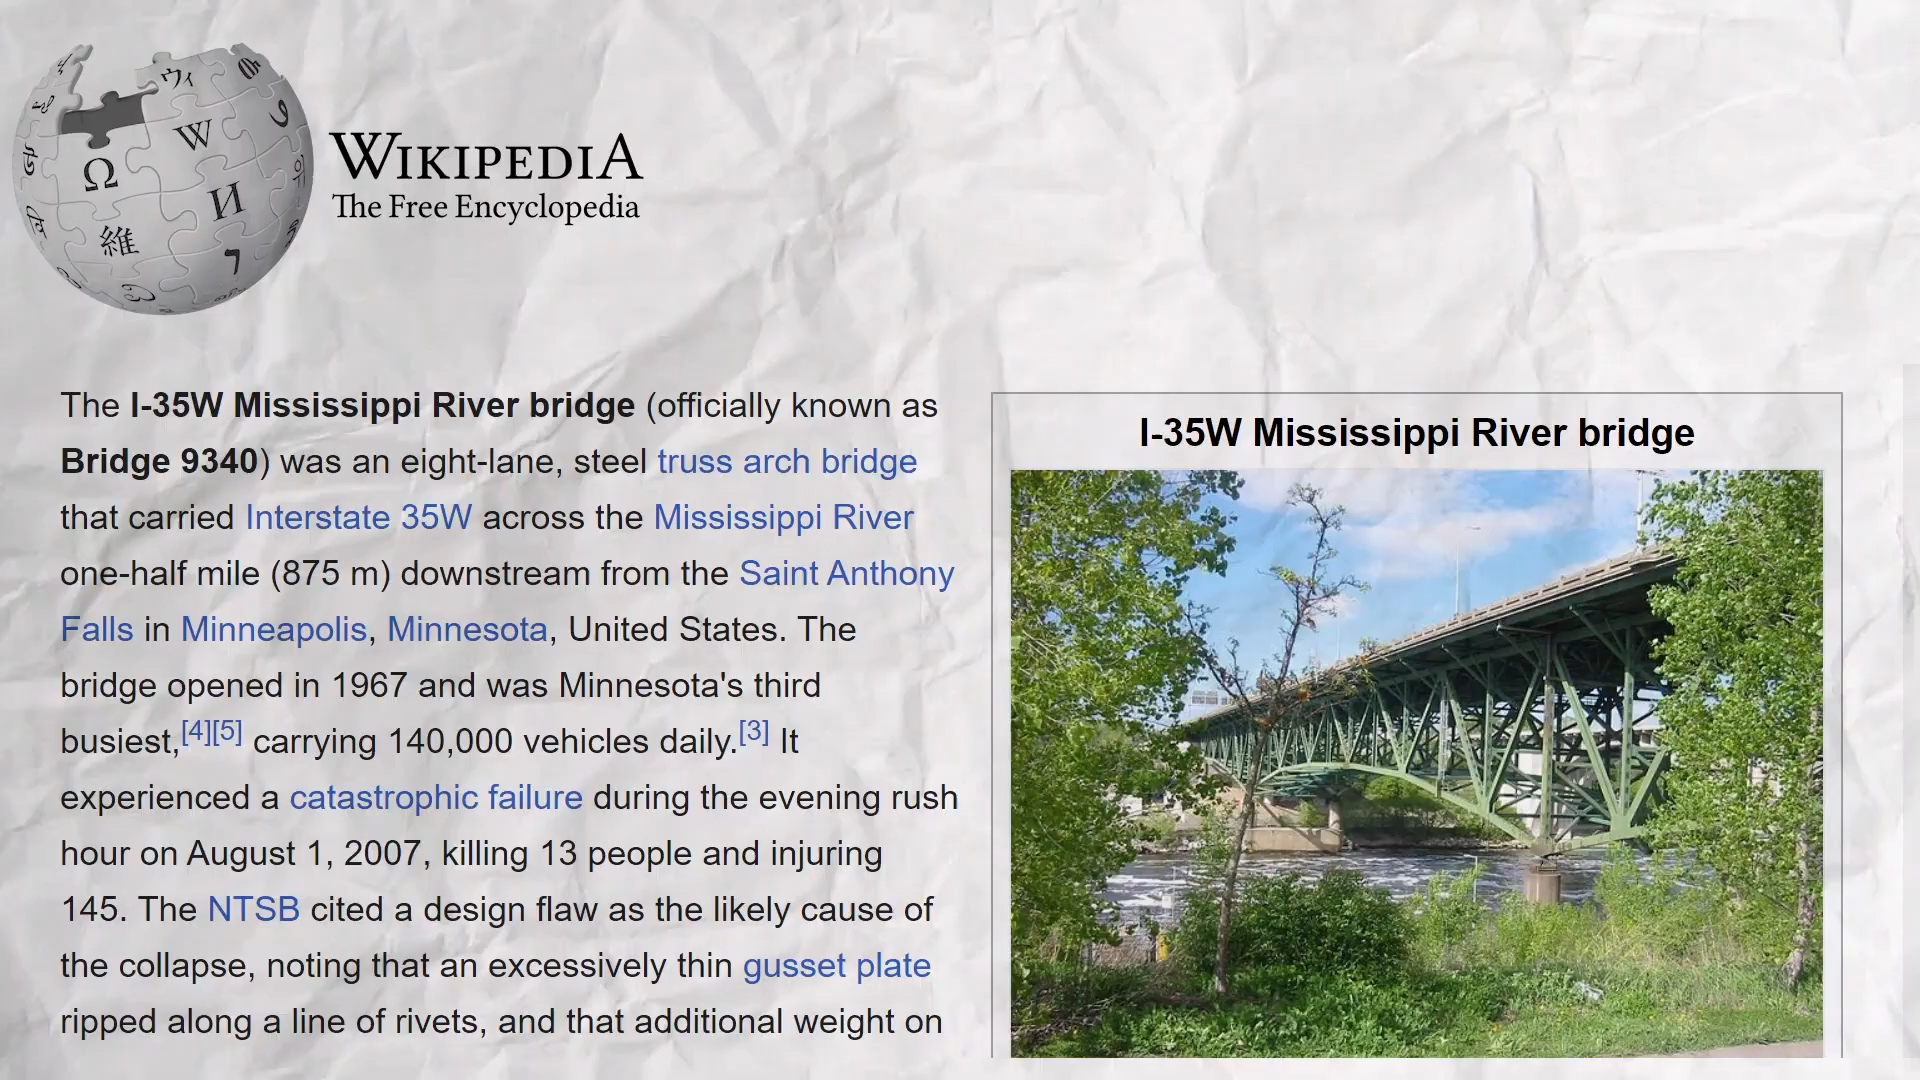 WIKIPEDIA
The Free Encyclopedia
The I-35W Mississippi River bridge (officially known as
Bridge 9340) was an eight-lane, steel truss arch bridge
that carried Interstate 35W across the Mississippi River
one-half mile (875 m) downstream from the Saint Anthony
Falls in Minneapolis, Minnesota, United States. The
bridge opened in 1967 and was Minnesota's third
busiest,[4][5] carrying 140,000 vehicles daily.[3] It
experienced a catastrophic failure during the evening rush
hour on August 1, 2007, killing 13 people and injuring
145. The NTSB cited a design flaw as the likely cause of
the collapse, noting that an excessively thin gusset plate
ripped along a line of rivets, and that additional weight on
I-35W Mississippi River bridge
Ω
W
И
維
ウィ